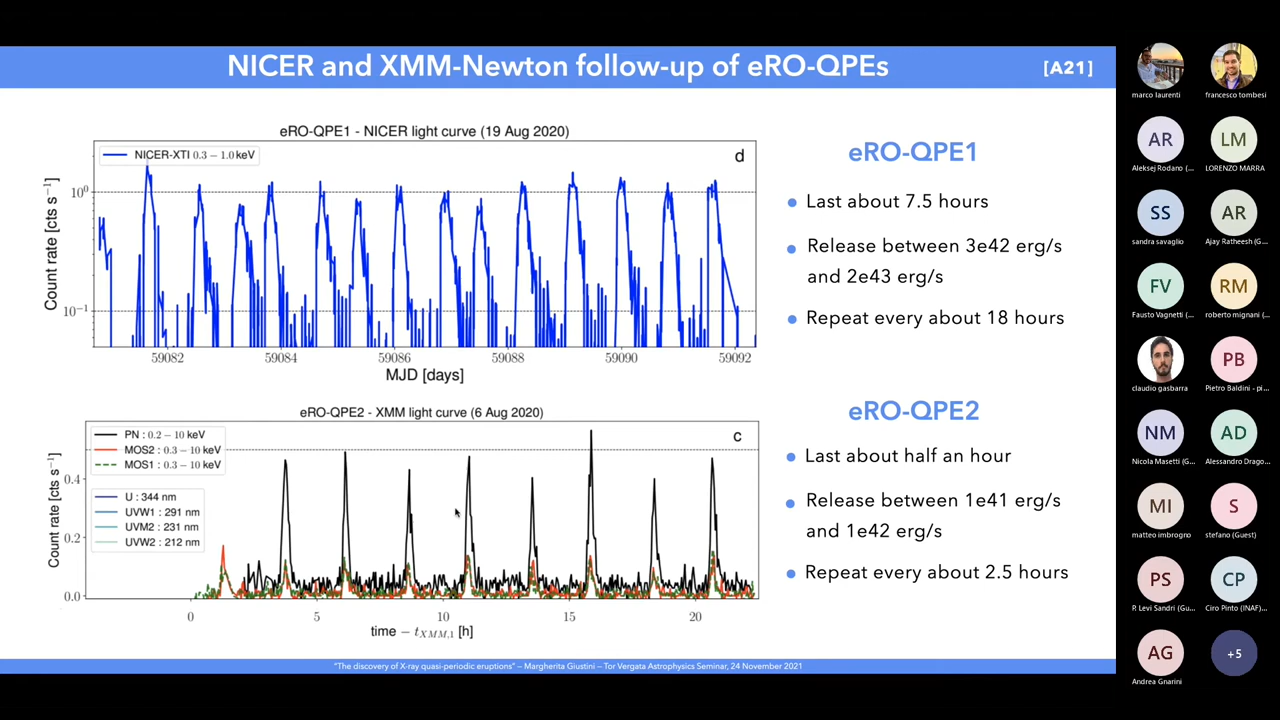 NICER and XMM-Newton follow-up of eRO-QPEs
[A21]
eRO-QPE1 - NICER light curve (19 Aug 2020)
NICER-XTI 0.3 − 1.0 keV
d
Count rate [cts s⁻¹]
10⁰
10⁻¹
59082 59084 59086 59088 59090 59092
MJD [days]
eRO-QPE1
Last about 7.5 hours
Release between 3e42 erg/s
and 2e43 erg/s
Repeat every about 18 hours
eRO-QPE2 - XMM light curve (6 Aug 2020)
PN : 0.2 − 10 keV
MOS2 : 0.3 − 10 keV
MOS1 : 0.3 − 10 keV
U : 344 nm
UVW1 : 291 nm
UVM2 : 231 nm
UVW2 : 212 nm
c
Count rate [cts s⁻¹]
0.4
0.2
0.0
0 5 10 15 20
time − t_XMM,1 [h]
eRO-QPE2
Last about half an hour
Release between 1e41 erg/s
and 1e42 erg/s
Repeat every about 2.5 hours
"The discovery of X-ray quasi-periodic eruptions" – Margherita Giustini – Tor Vergata Astrophysics Seminar, 24 November 2021
marco laurenti
francesco tombesi
AR
Aleksej Rodano (...
LM
LORENZO MARRA
SS
sandra savaglio
AR
Ajay Ratheesh (G...
FV
Fausto Vagnetti (...
RM
roberto mignani (...
claudio gasbarra
PB
Pietro Baldini - pi...
NM
Nicola Masetti (G...
AD
Alessandro Drago...
MI
matteo imbrogno
S
stefano (Guest)
PS
P. Levi Sandri (Gu...
CP
Ciro Pinto (INAF)...
AG
Andrea Gnarini
+5